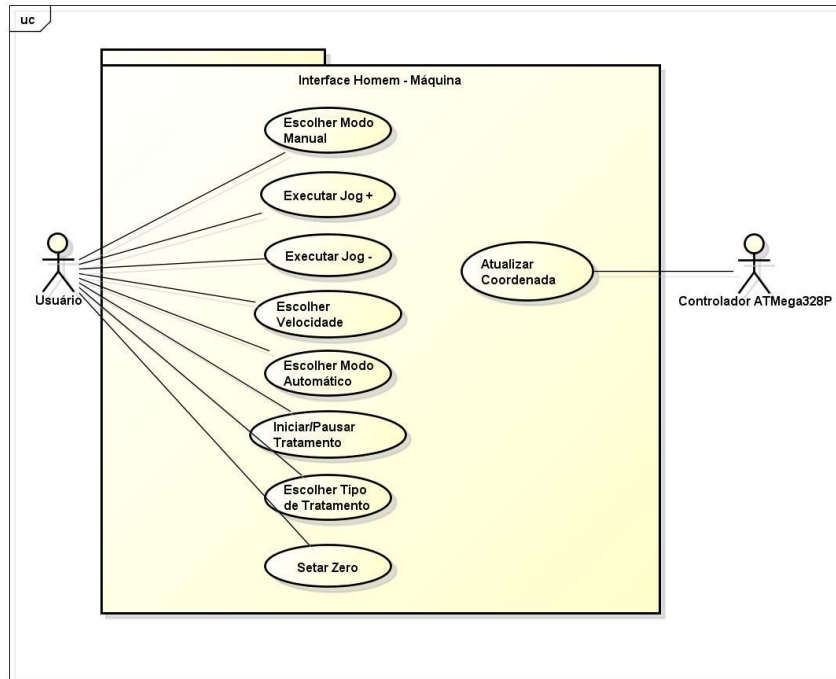 uc
Interface Homem - Máquina
Escolher Modo
Manual
Executar Jog +
Executar Jog -
Escolher
Velocidade
Escolher Modo
Automático
Iniciar/Pausar
Tratamento
Escolher Tipo
de Tratamento
Setar Zero
Usuário
Atualizar
Coordenada
Controlador ATMega328P